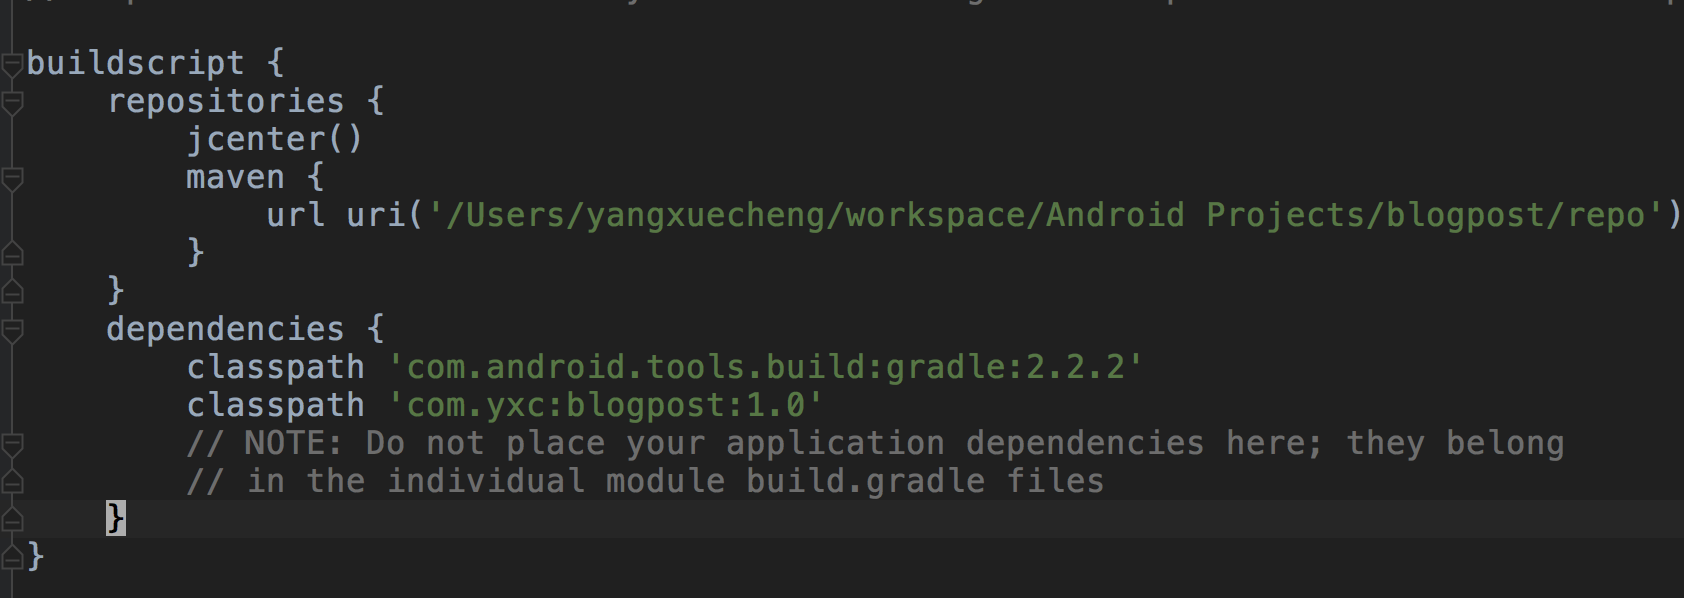 buildscript {
    repositories {
        jcenter()
        maven {
            url uri('/Users/yangxuecheng/workspace/Android Projects/blogpost/repo')
        }
    }
    dependencies {
        classpath 'com.android.tools.build:gradle:2.2.2'
        classpath 'com.yxc:blogpost:1.0'
        // NOTE: Do not place your application dependencies here; they belong
        // in the individual module build.gradle files
    }
}